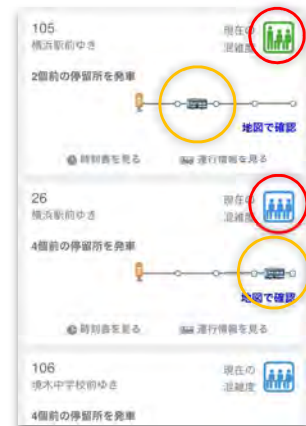 105
横浜駅前ゆき
現在の
混雑度
2個前の停留所を発車
地図で確認
時刻表を見る
運行情報を見る
26
横浜駅前ゆき
現在の
混雑度
4個前の停留所を発車
地図で確認
時刻表を見る
運行情報を見る
106
境木中学校前ゆき
現在の
混雑度
4個前の停留所を発車